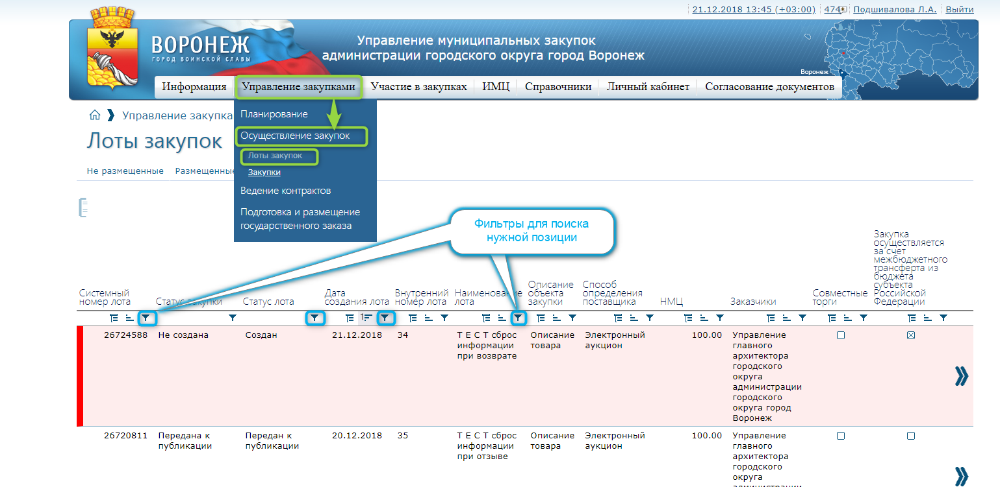 21.12.2018 13:45 (+03:00) 474 Подшивалова Л.А. Выйти
ВОРОНЕЖ
ГОРОД ВОИНСКОЙ СЛАВЫ
Управление муниципальных закупок
администрации городского округа город Воронеж
Воронеж
Информация Управление закупками Участие в закупках ИМЦ Справочники Личный кабинет Согласование документов
Управление закупка
Лоты закупок
Не размещенные Размещенные
Планирование
Осуществление закупок
Лоты закупок
Закупки
Ведение контрактов
Подготовка и размещение
государственного заказа
Фильтры для поиска
нужной позиции
Системный
номер лота
Статус закупки
Статус лота
Дата
создания лота
Внутренний
номер лота
Наименование
лота
Описание
объекта
закупки
Способ
определения
поставщика
НМЦ
Заказчики
Совместные
торги
Закупка
осуществляется
за счет
межбюджетного
трансферта из
бюджета
субъекта
Российской
Федерации
26724588 Не создана Создан 21.12.2018 34 Т Е С Т сброс Описание Электронный 100.00 Управление
информации товара аукцион главного
при возврате архитектора
городского
округа
администрации
городского
округа город
Воронеж
26720811 Передана к Передан к 20.12.2018 35 Т Е С Т сброс Описание Электронный 100.00 Управление
публикации публикации информации товара аукцион главного
при отзыве архитектора
городского
округа
администрации